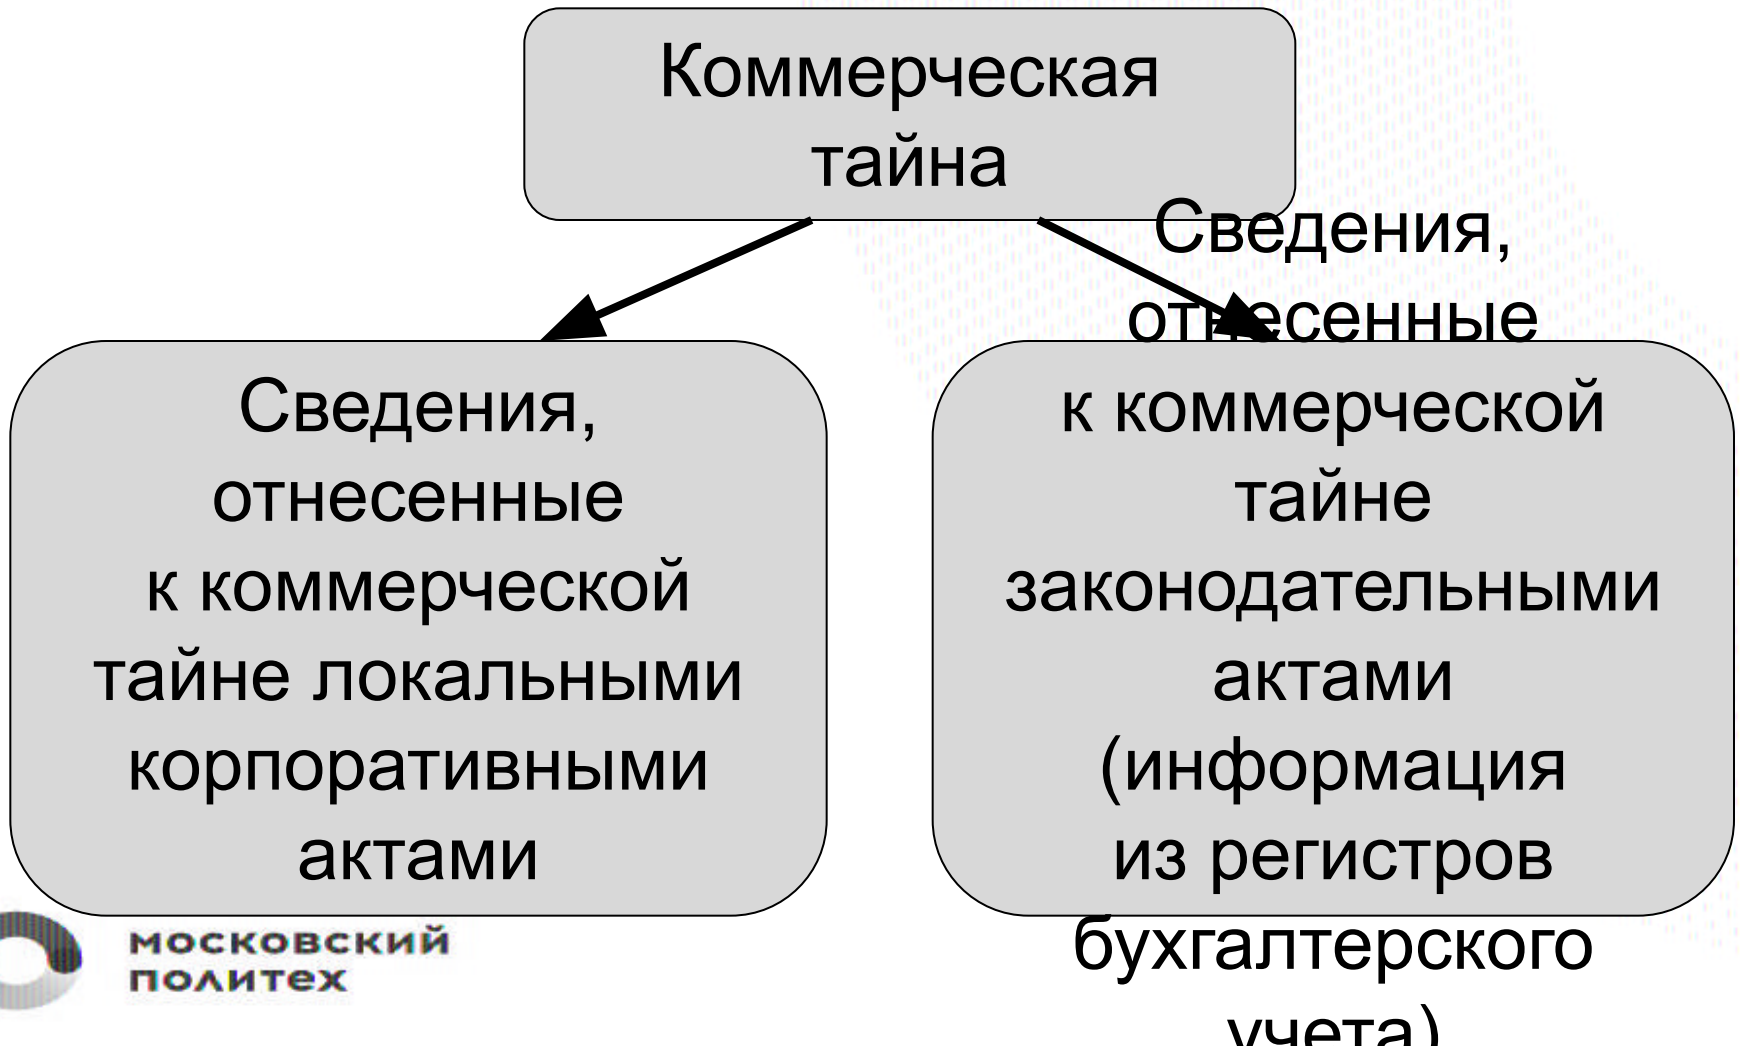 Коммерческая
тайна
Сведения,
отнесенные
к коммерческой
тайне локальными
корпоративными
актами
Сведения,
отнесенные
к коммерческой
тайне
законодательными
актами
(информация
из регистров
бухгалтерского
учета)
московский
политех